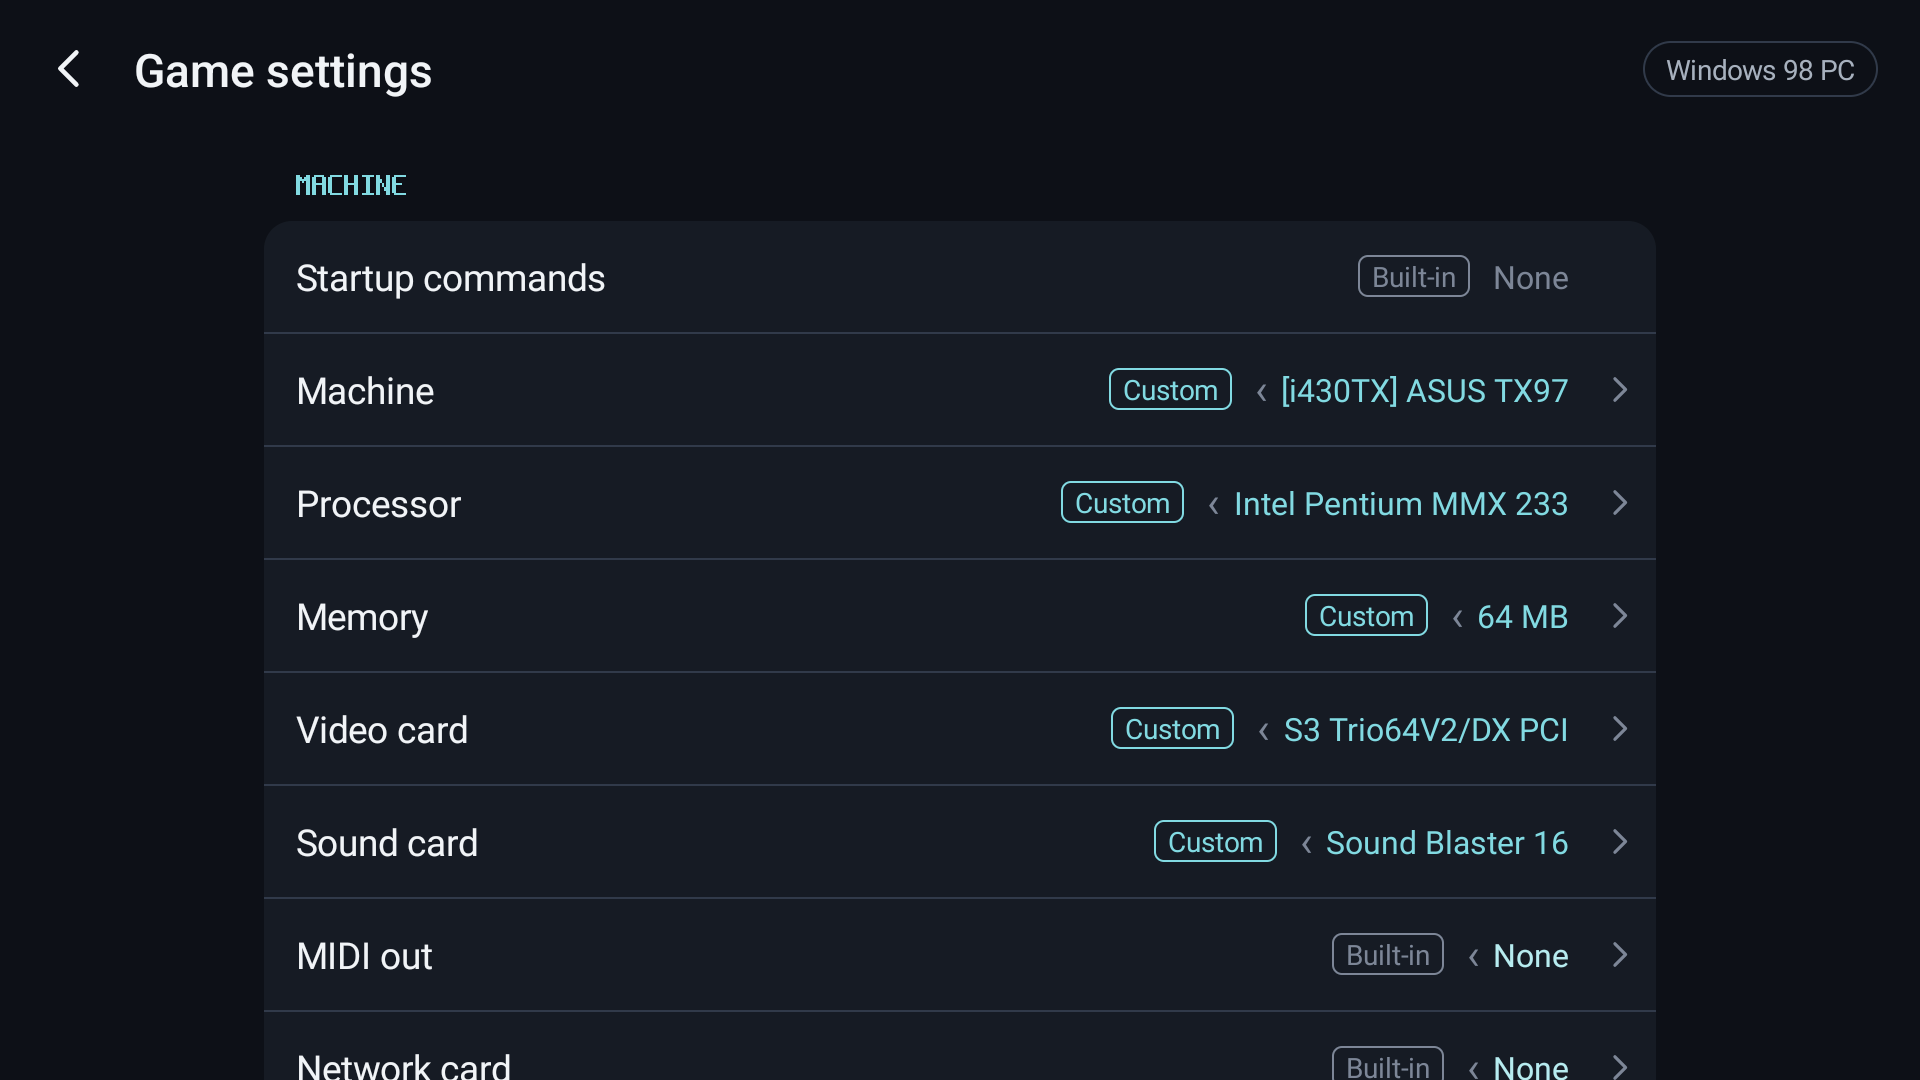 Game settings
Windows 98 PC
MACHINE
Startup commands Built-in None
Machine Custom ‹ [i430TX] ASUS TX97
Processor Custom ‹ Intel Pentium MMX 233
Memory Custom ‹ 64 MB
Video card Custom ‹ S3 Trio64V2/DX PCI
Sound card Custom ‹ Sound Blaster 16
MIDI out Built-in ‹ None
Network card Built-in ‹ None